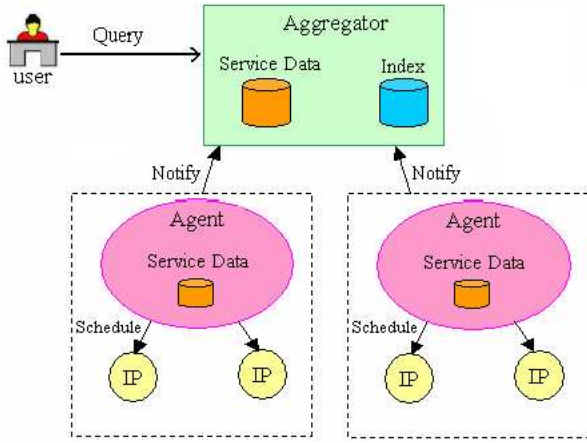 Aggregator
Query
Service Data
Index
user
Notify
Notify
Agent
Service Data
Schedule
IP
IP
Agent
Service Data
Schedule
IP
IP